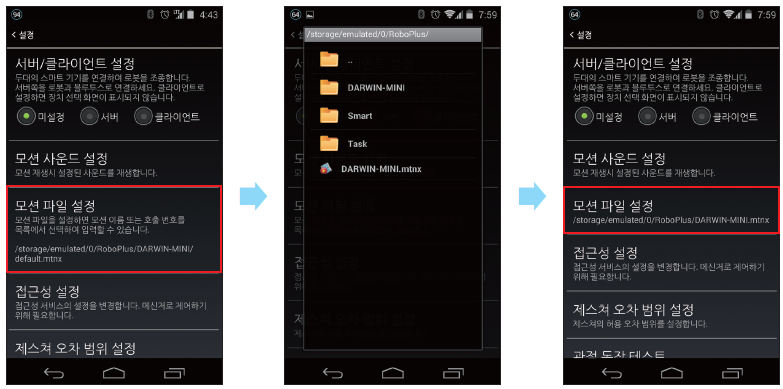 94
4:43
< 설정
서버/클라이언트 설정
두대의 스마트 기기를 연결하여 로봇을 조종합니다.
서버쪽을 로봇과 블루투스로 연결하세요. 클라이언트로
설정하면 장치 선택 화면이 표시되지 않습니다.
미설정 서버 클라이언트
모션 사운드 설정
모션 재생시 설정된 사운드를 재생합니다.
모션 파일 설정
모션 파일을 설정하면 모션 이름 또는 호출 번호를
목록에서 선택하여 입력할 수 있습니다.
/storage/emulated/0/RoboPlus/DARWIN-MINI/
default.mtnx
접근성 설정
접근성 서비스의 설정을 변경합니다. 메신저로 제어하기
위해 필요합니다.
제스쳐 오차 범위 설정
64
7:59
/storage/emulated/0/RoboPlus/
..
DARWIN-MINI
Smart
Task
DARWIN-MINI.mtnx
64
7:59
< 설정
서버/클라이언트 설정
두대의 스마트 기기를 연결하여 로봇을 조종합니다.
서버쪽을 로봇과 블루투스로 연결하세요. 클라이언트로
설정하면 장치 선택 화면이 표시되지 않습니다.
미설정 서버 클라이언트
모션 사운드 설정
모션 재생시 설정된 사운드를 재생합니다.
모션 파일 설정
/storage/emulated/0/RoboPlus/DARWIN-MINI.mtnx
접근성 설정
접근성 서비스의 설정을 변경합니다. 메신저로 제어하기
위해 필요합니다.
제스쳐 오차 범위 설정
제스쳐의 허용 오차 범위를 설정합니다.